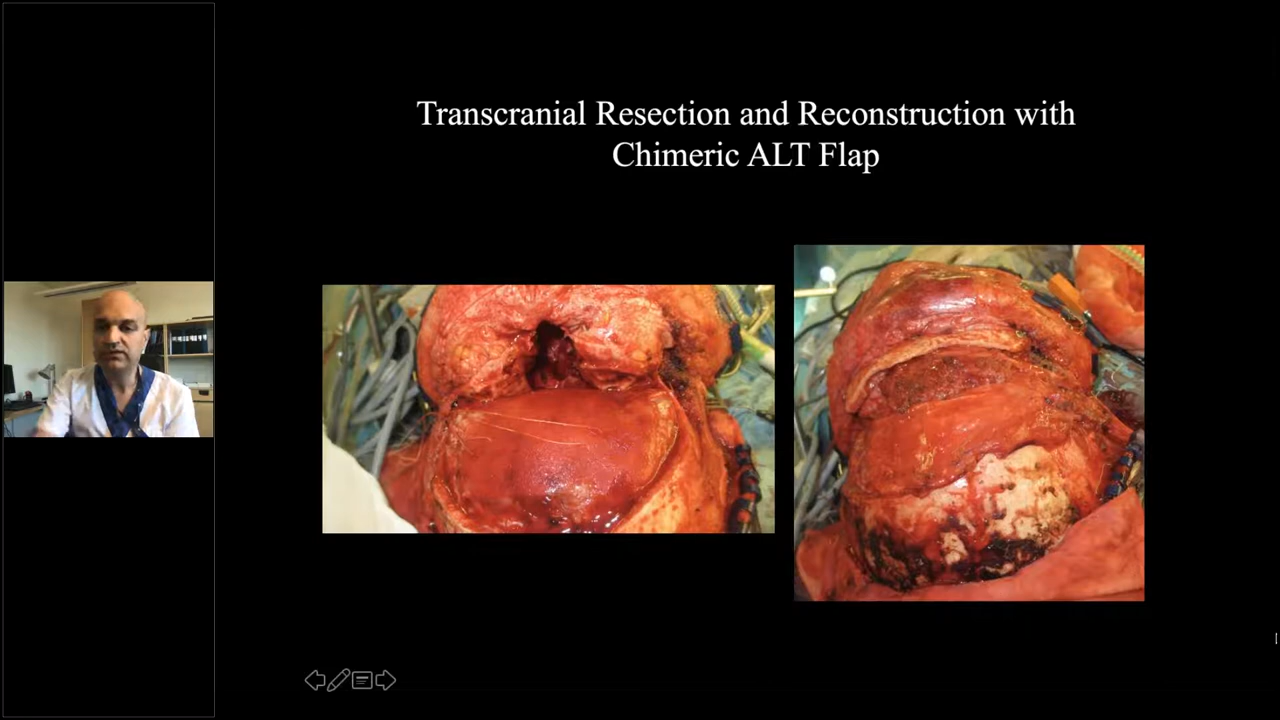 Transcranial Resection and Reconstruction with
Chimeric ALT Flap